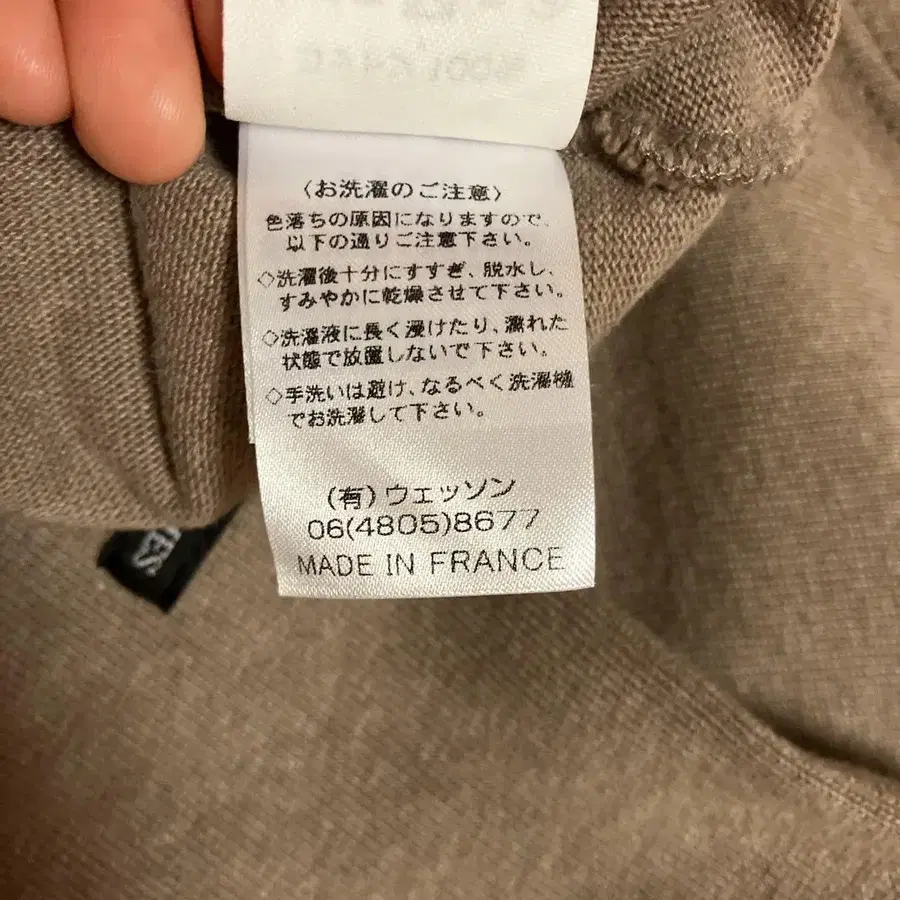 〈お洗濯のご注意〉
色落ちの原因になりますので、
以下の通りご注意下さい。
◇洗濯後十分にすすぎ、脱水し、
すみやかに乾燥させて下さい。
◇洗濯液に長く浸けたり、濡れた
状態で放置しないで下さい。
◇手洗いは避け、なるべく洗濯機
でお洗濯して下さい。
(有)ウェッソン
06(4805)8677
MADE IN FRANCE